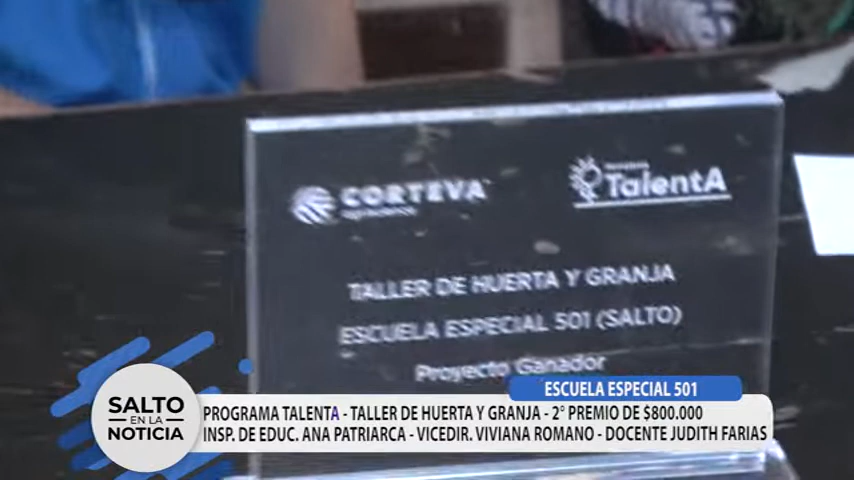 CORTEVA
agriscience
TalentA
TALLER DE HUERTA Y GRANJA
ESCUELA ESPECIAL 501 (SALTO)
Proyecto Ganador
ESCUELA ESPECIAL 501
SALTO
EN LA
NOTICIA
PROGRAMA TALENTA - TALLER DE HUERTA Y GRANJA - 2° PREMIO DE $800.000
INSP. DE EDUC. ANA PATRIARCA - VICEDIR. VIVIANA ROMANO - DOCENTE JUDITH FARIAS